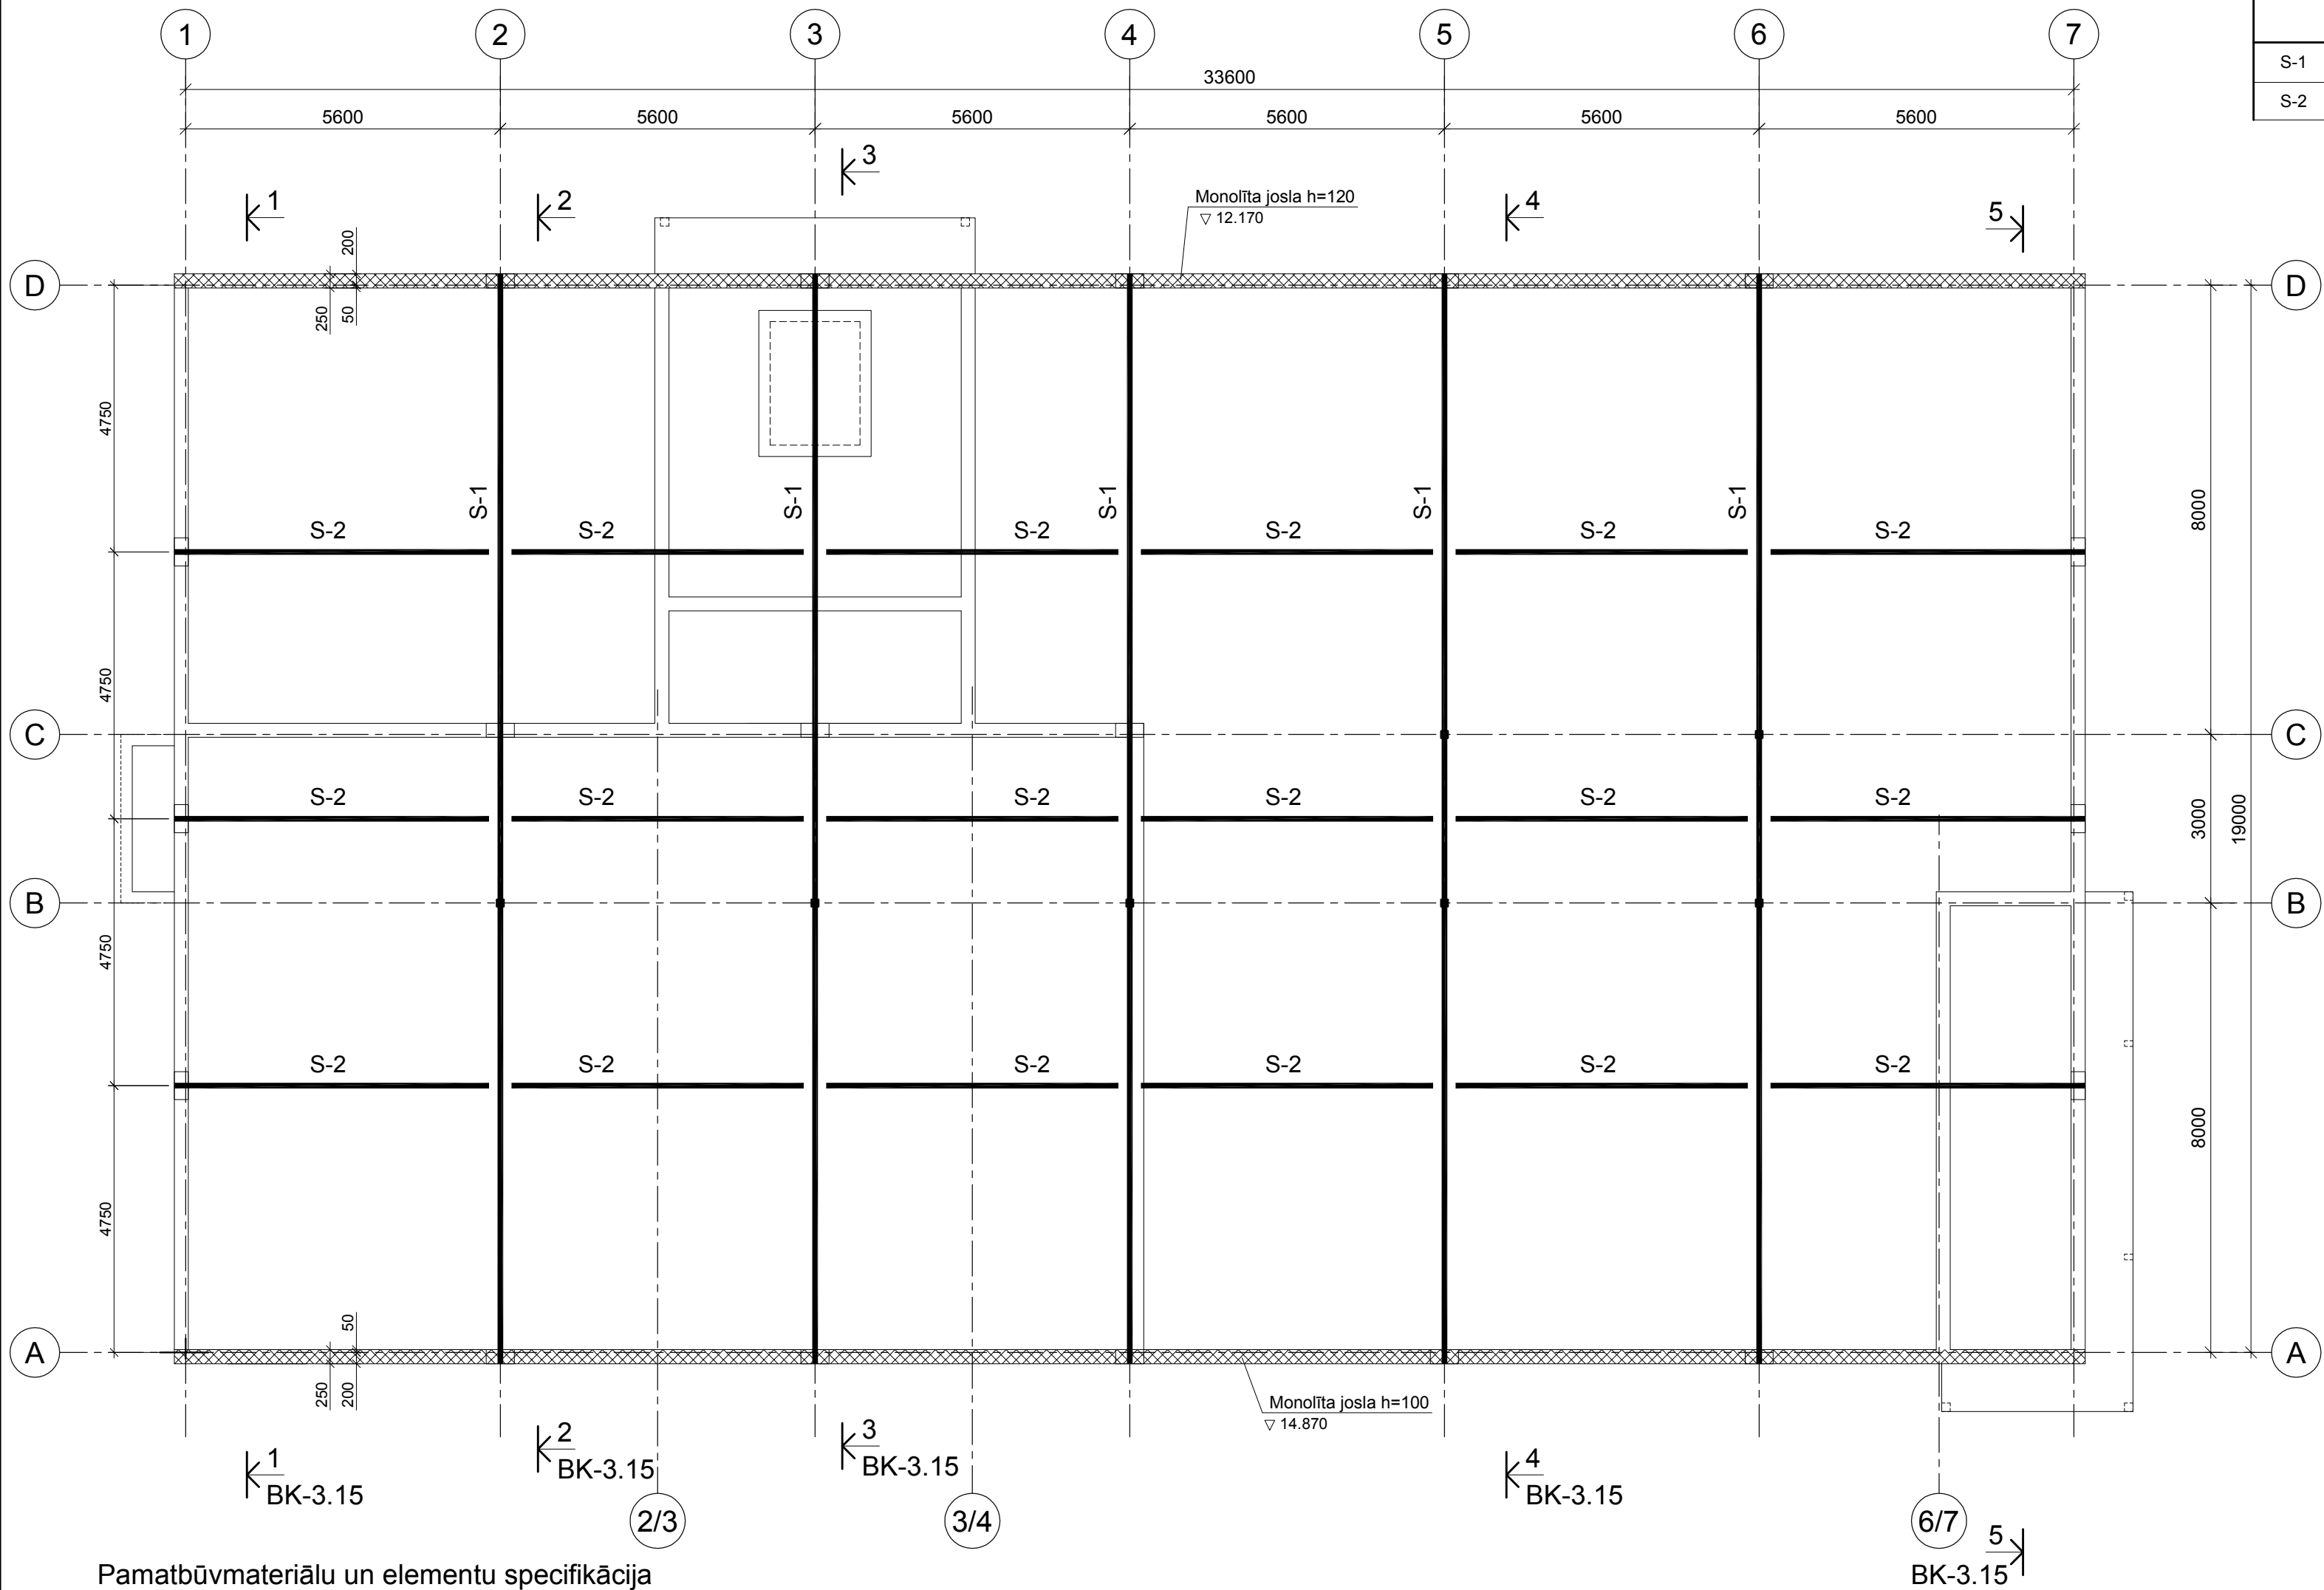 1 2 3 4 5 6 7
33600
5600 5600 5600 5600 5600 5600
S-1
S-2
3
1 2 4 5
Monolīta josla h=120
12.170
200
D D
250 50
4750
S-1 S-1 S-1 S-1 S-1
8000
S-2 S-2 S-2 S-2 S-2 S-2
4750
C C
S-2 S-2 S-2 S-2 S-2 S-2
3000 19000
B B
4750
S-2 S-2 S-2 S-2 S-2 S-2
8000
4750
50
A A
250 200
Monolīta josla h=100
14.870
1
BK-3.15
2
BK-3.15
3
BK-3.15
4
BK-3.15
2/3 3/4 6/7
5
BK-3.15
Pamatbūvmateriālu un elementu specifikācija